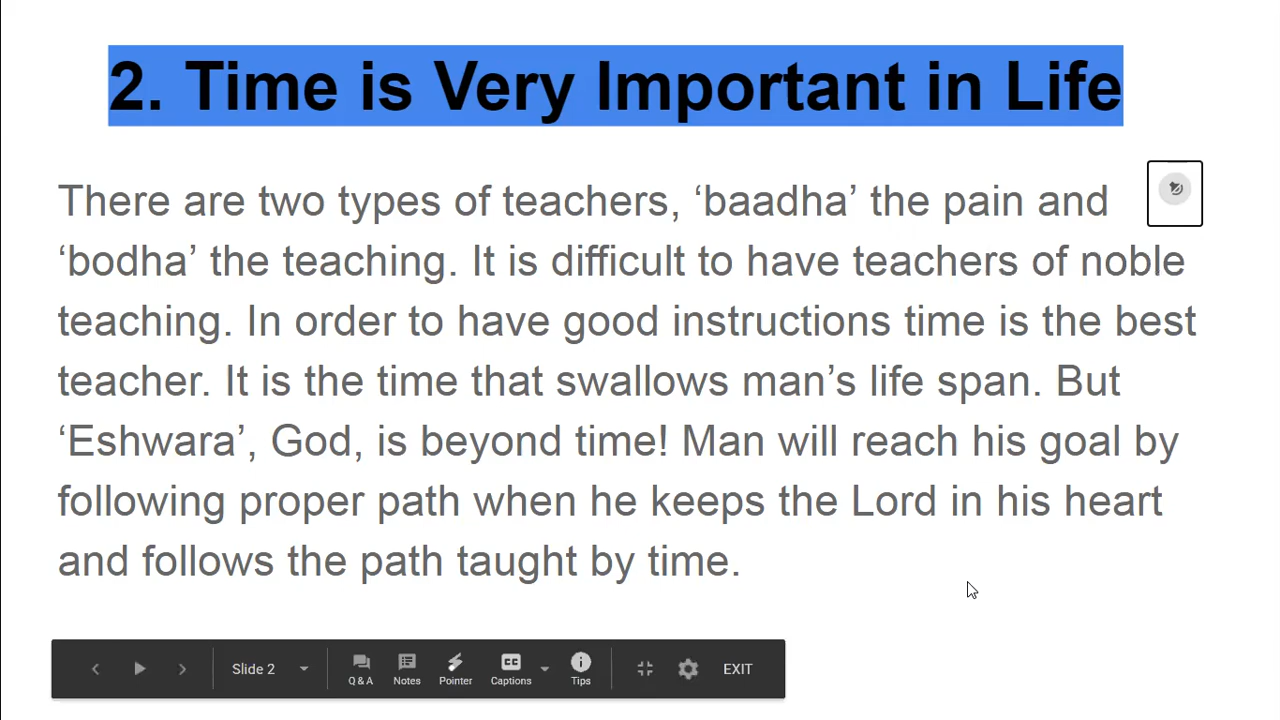 2. Time is Very Important in Life
There are two types of teachers, ‘baadha’ the pain and
‘bodha’ the teaching. It is difficult to have teachers of noble
teaching. In order to have good instructions time is the best
teacher. It is the time that swallows man’s life span. But
‘Eshwara’, God, is beyond time! Man will reach his goal by
following proper path when he keeps the Lord in his heart
and follows the path taught by time.
Slide 2 Q & A Notes Pointer CC Captions Tips EXIT